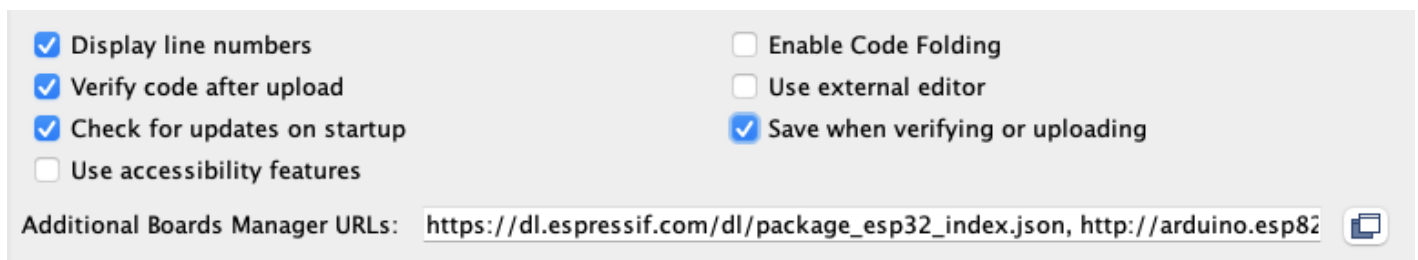 Display line numbers
Enable Code Folding
Verify code after upload
Use external editor
Check for updates on startup
Save when verifying or uploading
Use accessibility features
Additional Boards Manager URLs: https://dl.espressif.com/dl/package_esp32_index.json, http://arduino.esp82